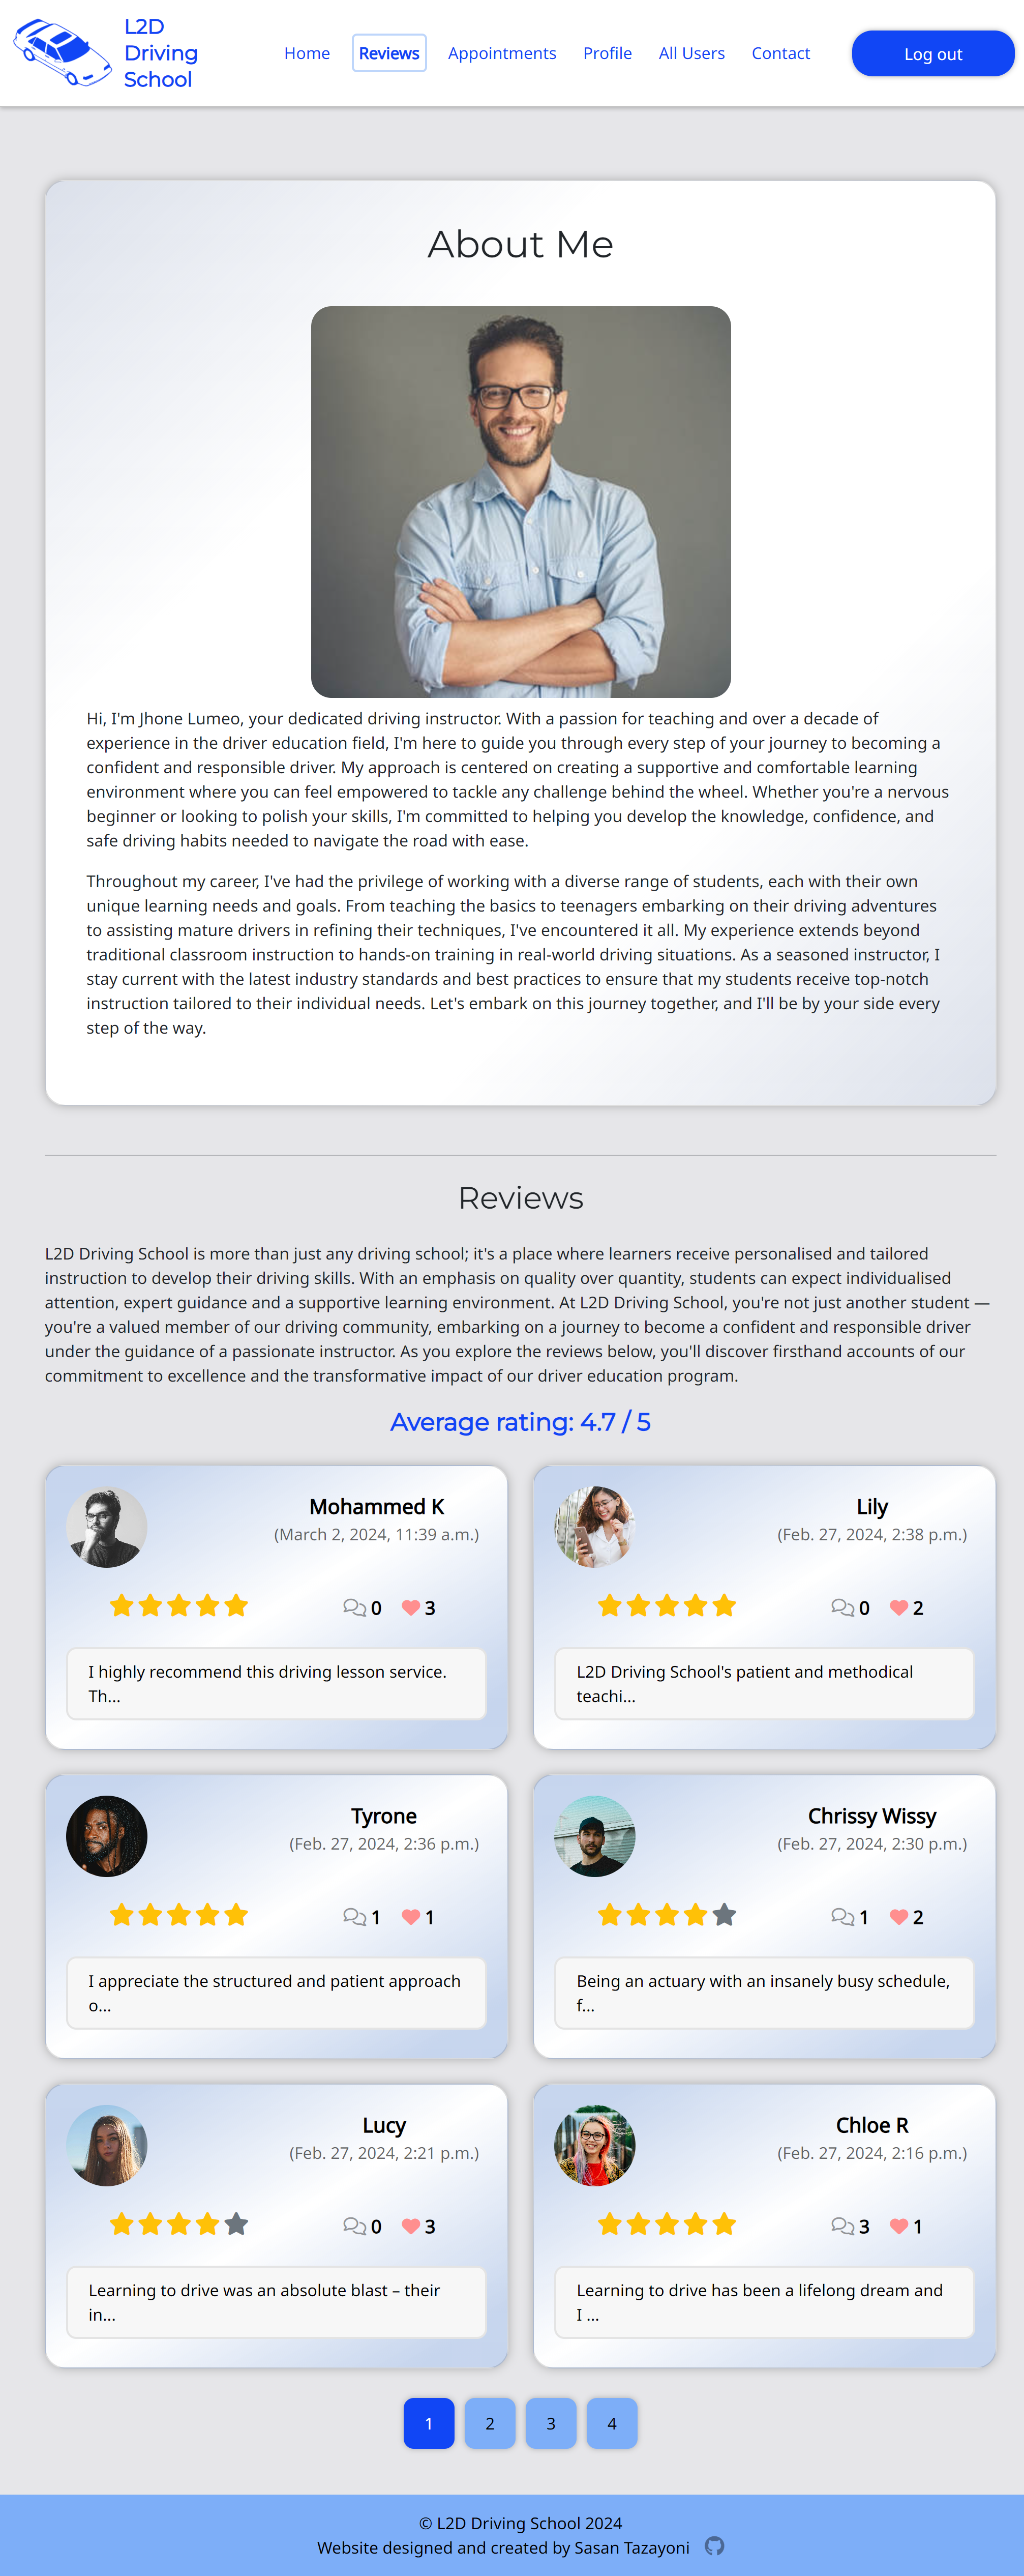 L2D
Driving
School
Home Reviews Appointments Profile All Users Contact Log out
About Me
Hi, I'm Jhone Lumeo, your dedicated driving instructor. With a passion for teaching and over a decade of
experience in the driver education field, I'm here to guide you through every step of your journey to becoming a
confident and responsible driver. My approach is centered on creating a supportive and comfortable learning
environment where you can feel empowered to tackle any challenge behind the wheel. Whether you're a nervous
beginner or looking to polish your skills, I'm committed to helping you develop the knowledge, confidence, and
safe driving habits needed to navigate the road with ease.
Throughout my career, I've had the privilege of working with a diverse range of students, each with their own
unique learning needs and goals. From teaching the basics to teenagers embarking on their driving adventures
to assisting mature drivers in refining their techniques, I've encountered it all. My experience extends beyond
traditional classroom instruction to hands-on training in real-world driving situations. As a seasoned instructor, I
stay current with the latest industry standards and best practices to ensure that my students receive top-notch
instruction tailored to their individual needs. Let's embark on this journey together, and I'll be by your side every
step of the way.
Reviews
L2D Driving School is more than just any driving school; it's a place where learners receive personalised and tailored
instruction to develop their driving skills. With an emphasis on quality over quantity, students can expect individualised
attention, expert guidance and a supportive learning environment. At L2D Driving School, you're not just another student —
you're a valued member of our driving community, embarking on a journey to become a confident and responsible driver
under the guidance of a passionate instructor. As you explore the reviews below, you'll discover firsthand accounts of our
commitment to excellence and the transformative impact of our driver education program.
Average rating: 4.7 / 5
Mohammed K
(March 2, 2024, 11:39 a.m.)
0 3
I highly recommend this driving lesson service.
Th...
Lily
(Feb. 27, 2024, 2:38 p.m.)
0 2
L2D Driving School's patient and methodical
teachi...
Tyrone
(Feb. 27, 2024, 2:36 p.m.)
1 1
I appreciate the structured and patient approach
o...
Chrissy Wissy
(Feb. 27, 2024, 2:30 p.m.)
1 2
Being an actuary with an insanely busy schedule,
f...
Lucy
(Feb. 27, 2024, 2:21 p.m.)
0 3
Learning to drive was an absolute blast – their
in...
Chloe R
(Feb. 27, 2024, 2:16 p.m.)
3 1
Learning to drive has been a lifelong dream and
I ...
1 2 3 4
© L2D Driving School 2024
Website designed and created by Sasan Tazayoni